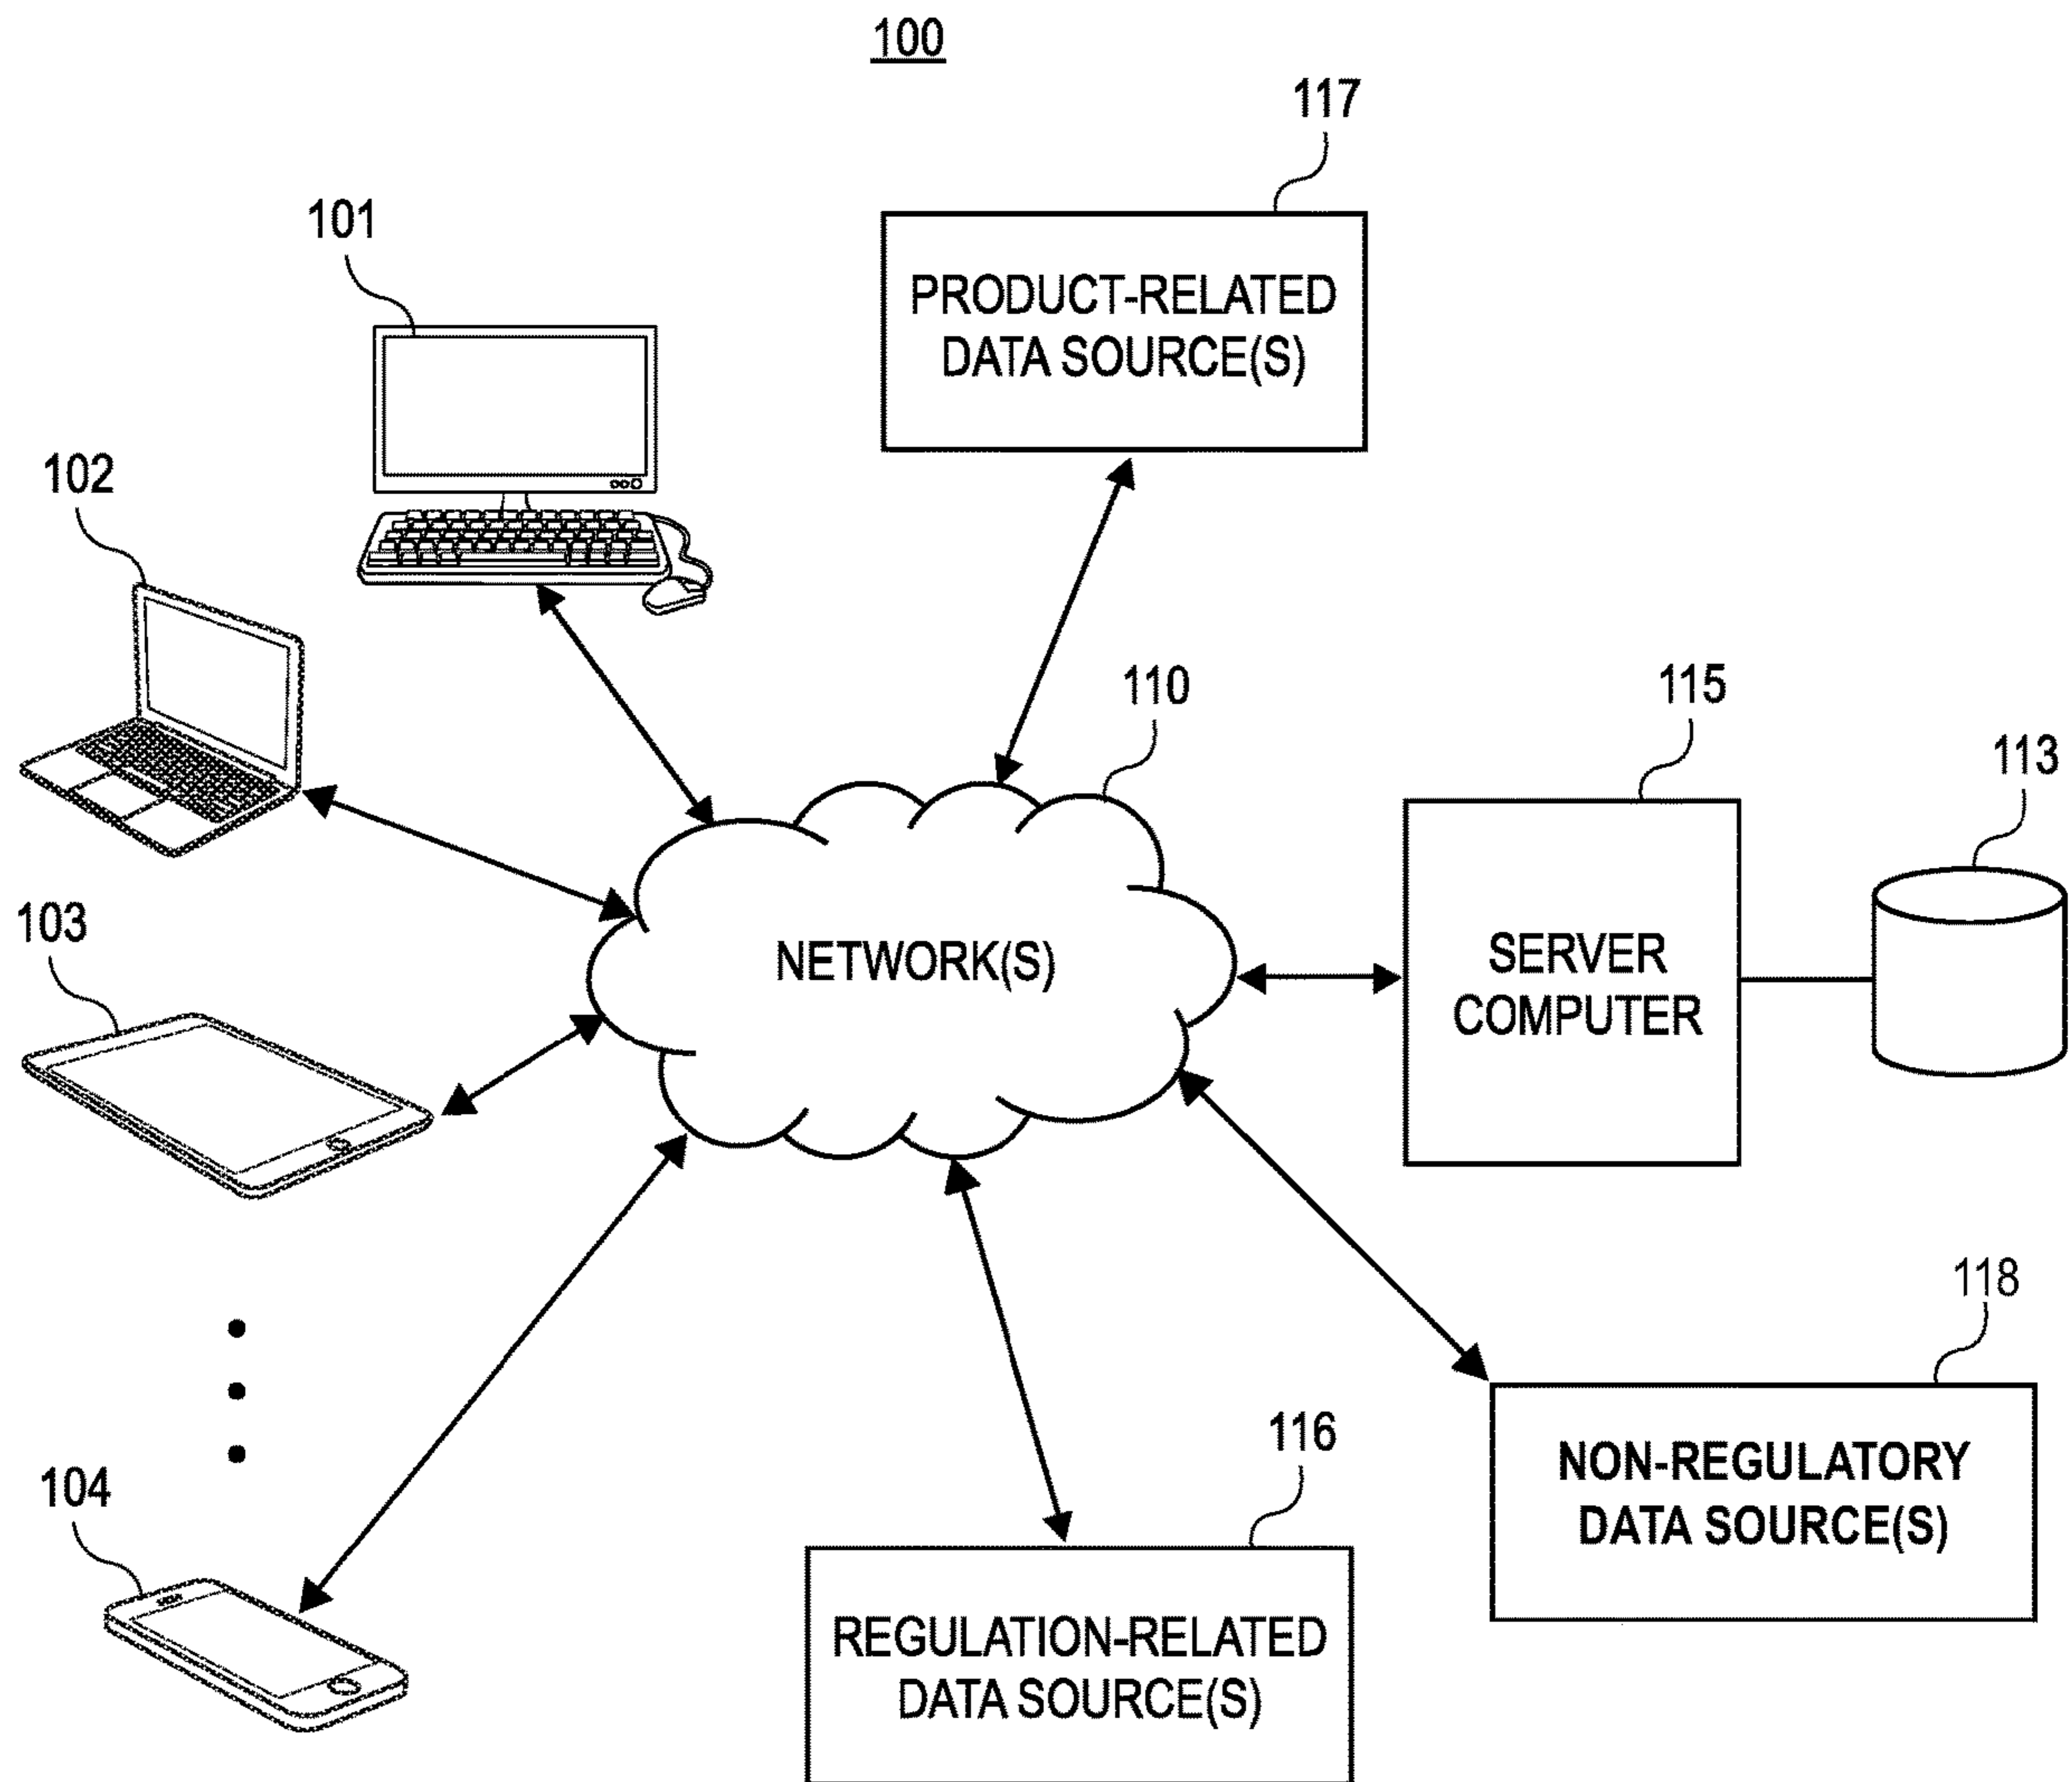 100
117
101
PRODUCT-RELATED
DATA SOURCE(S)
102
110
115
113
103
NETWORK(S)
SERVER
COMPUTER
118
116
NON-REGULATORY
DATA SOURCE(S)
104
REGULATION-RELATED
DATA SOURCE(S)